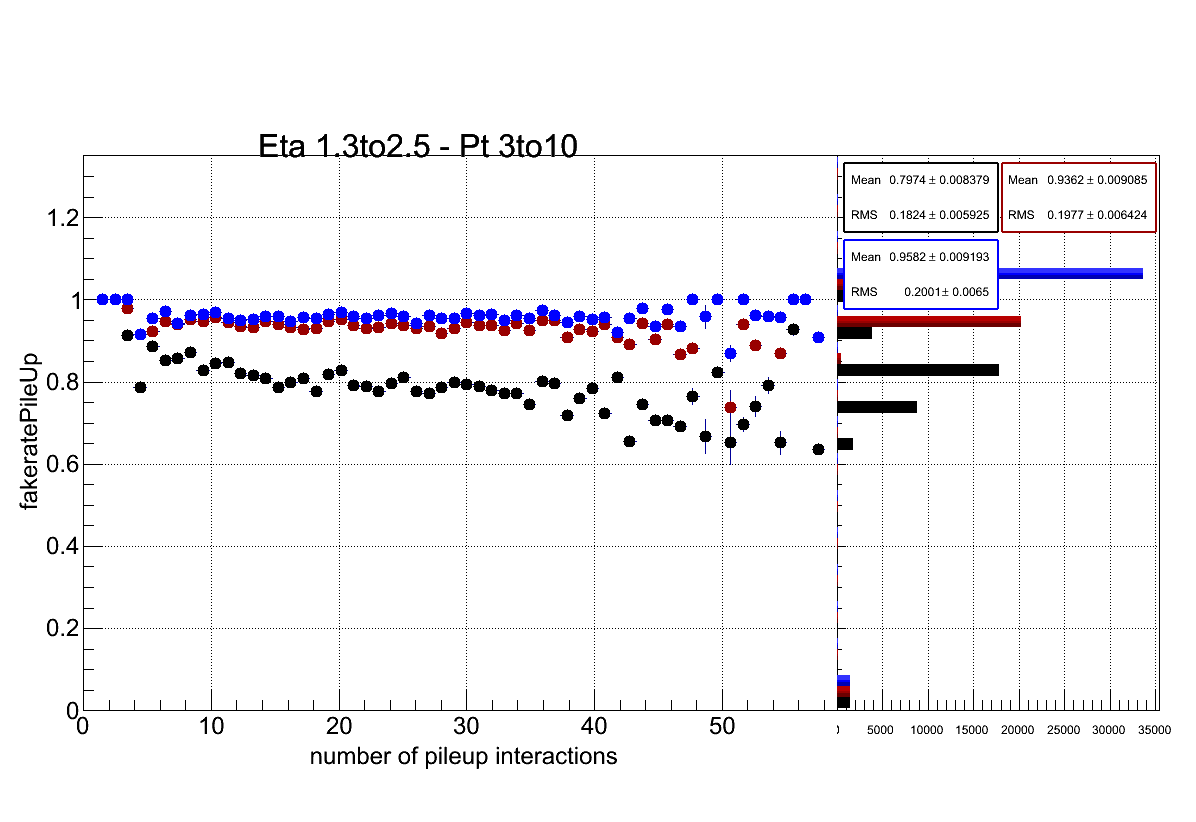 Eta 1.3to2.5 - Pt 3to10
Mean 0.7974 ± 0.008379
RMS 0.1824 ± 0.005925
Mean 0.9362 ± 0.009085
RMS 0.1977 ± 0.006424
Mean 0.9582 ± 0.009193
RMS 0.2001 ± 0.0065
fakeratePileUp
1.2
1
0.8
0.6
0.4
0.2
0
0 10 20 30 40 50
number of pileup interactions
5000 10000 15000 20000 25000 30000 35000